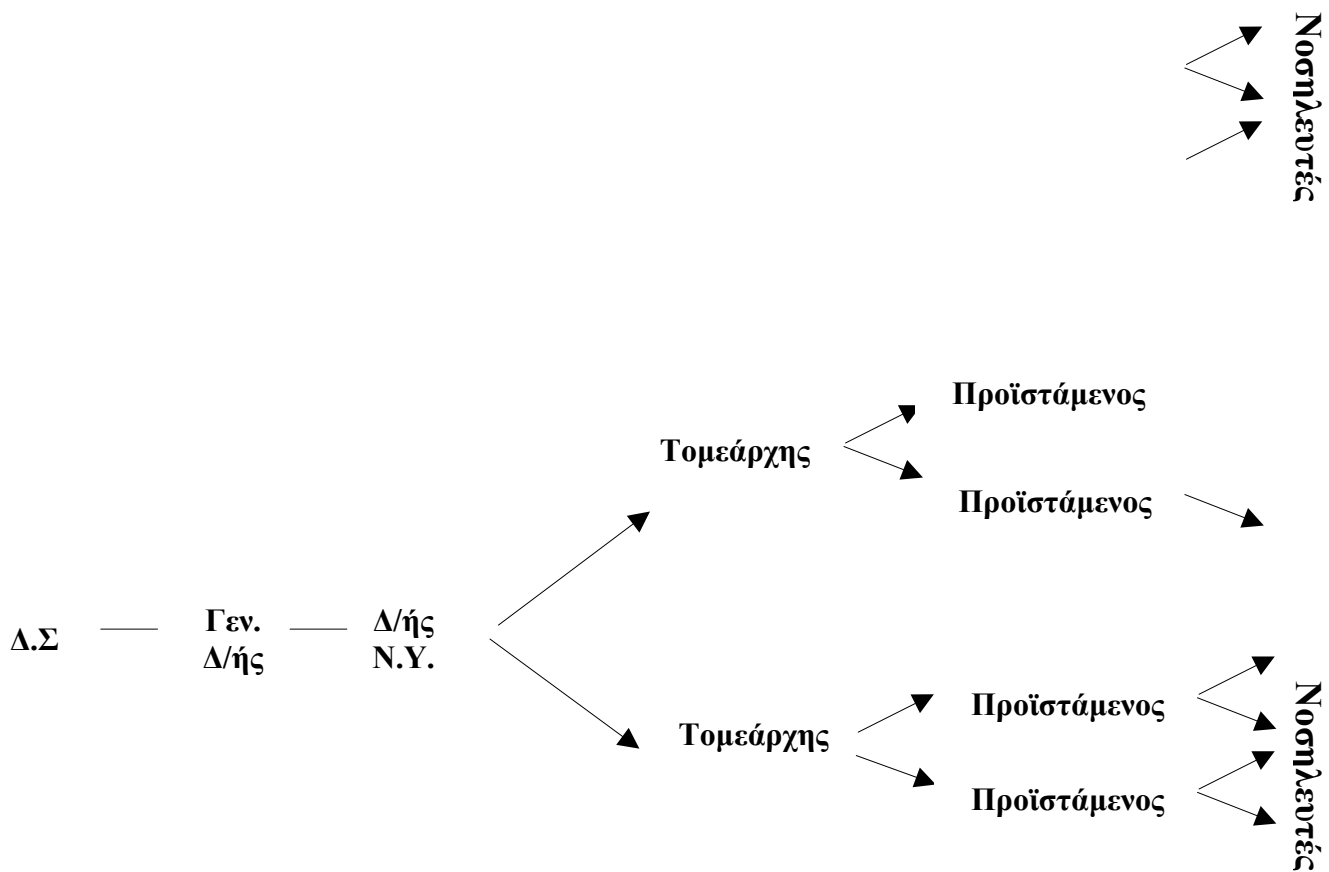 Νοσηλευτές
Προϊστάμενος
Τομεάρχης
Προϊστάμενος
Δ.Σ
Γεν.
Δ/ής
Δ/ής
Ν.Υ.
Τομεάρχης
Προϊστάμενος
Προϊστάμενος
Νοσηλευτές